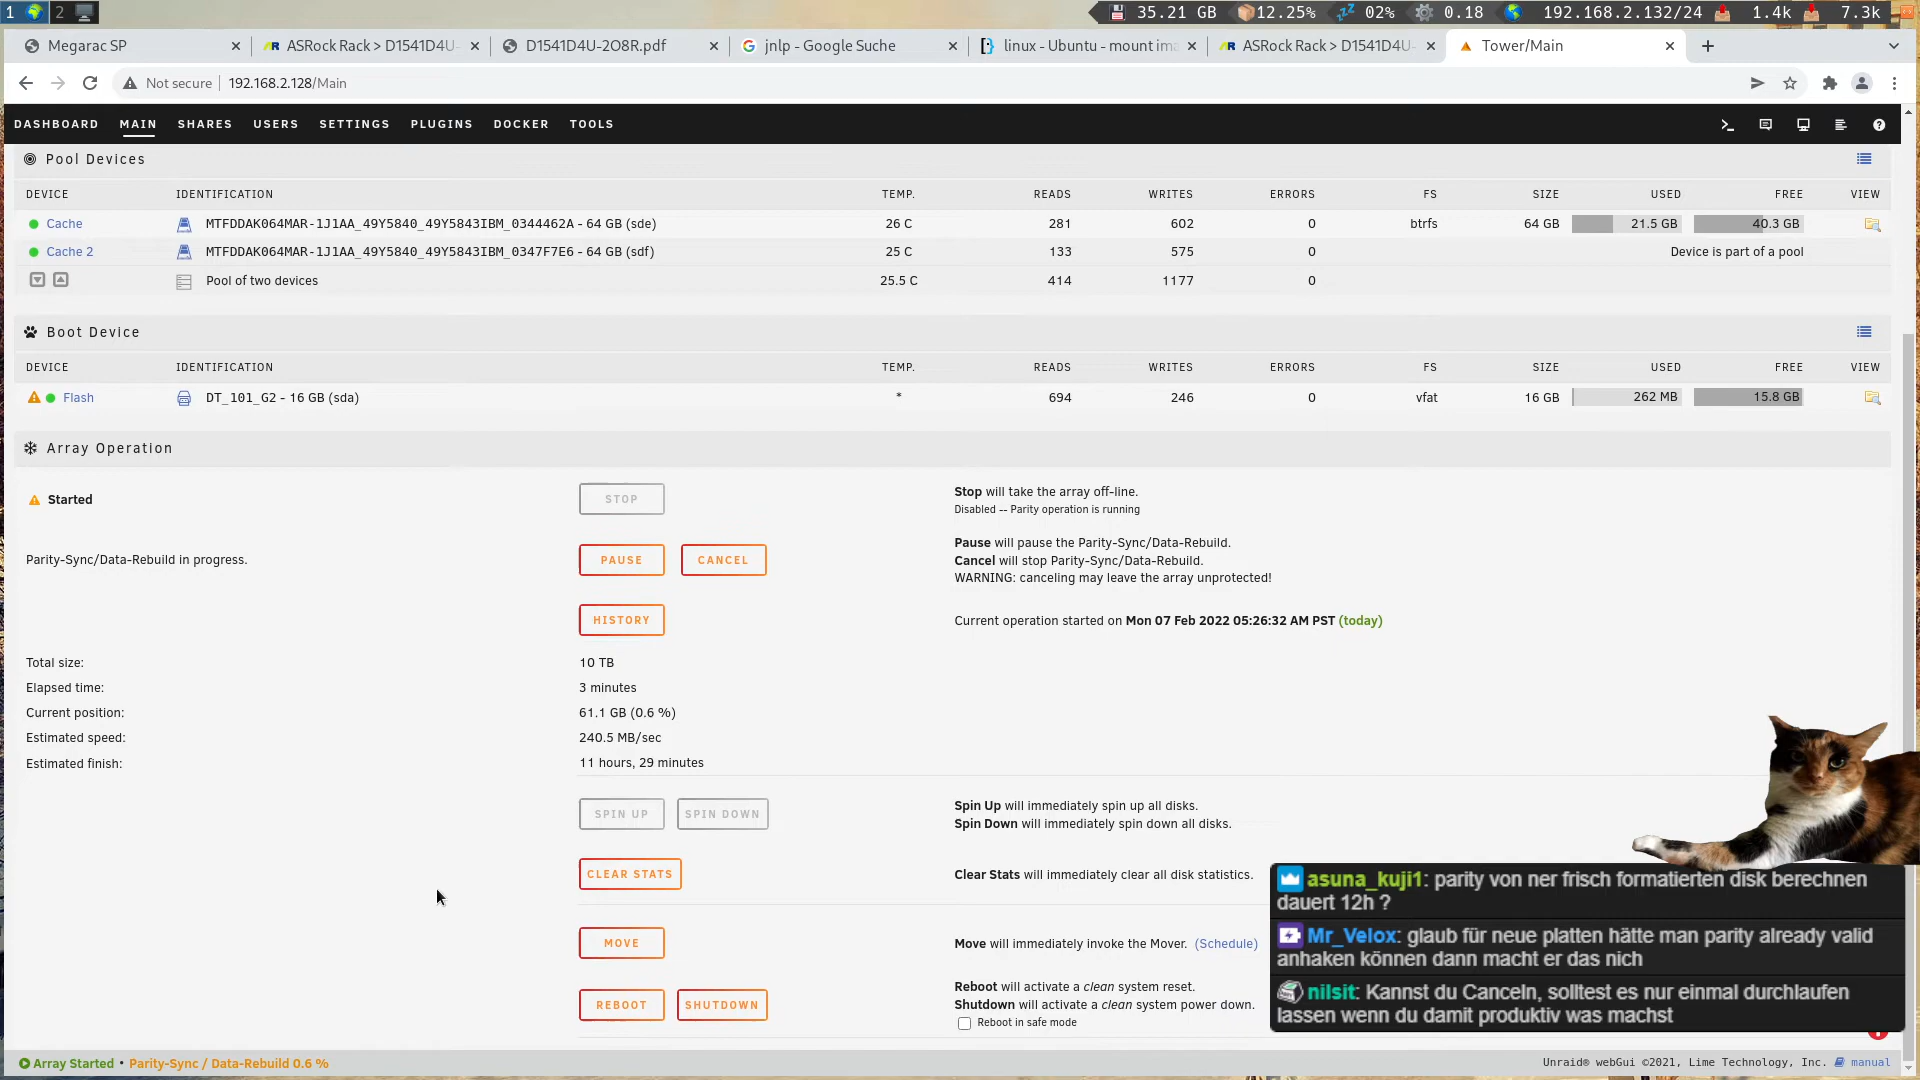 1 2 35.21 GB 12.25% 02% 0.18 192.168.2.132/24 1.4k 7.3k
Megarac SP ASRock Rack > D1541D4U- D1541D4U-2O8R.pdf jnlp - Google Suche linux - Ubuntu - mount ima ASRock Rack > D1541D4U- Tower/Main
Not secure 192.168.2.128/Main
DASHBOARD MAIN SHARES USERS SETTINGS PLUGINS DOCKER TOOLS
Pool Devices
DEVICE IDENTIFICATION TEMP. READS WRITES ERRORS FS SIZE USED FREE VIEW
Cache MTFDDAK064MAR-1J1AA_49Y5840_49Y5843IBM_0344462A - 64 GB (sde) 26 C 281 602 0 btrfs 64 GB 21.5 GB 40.3 GB
Cache 2 MTFDDAK064MAR-1J1AA_49Y5840_49Y5843IBM_0347F7E6 - 64 GB (sdf) 25 C 133 575 0 Device is part of a pool
Pool of two devices 25.5 C 414 1177 0
Boot Device
DEVICE IDENTIFICATION TEMP. READS WRITES ERRORS FS SIZE USED FREE VIEW
Flash DT_101_G2 - 16 GB (sda) * 694 246 0 vfat 16 GB 262 MB 15.8 GB
Array Operation
Started STOP Stop will take the array off-line.
Disabled -- Parity operation is running
Parity-Sync/Data-Rebuild in progress. PAUSE CANCEL Pause will pause the Parity-Sync/Data-Rebuild.
Cancel will stop Parity-Sync/Data-Rebuild.
WARNING: canceling may leave the array unprotected!
HISTORY Current operation started on Mon 07 Feb 2022 05:26:32 AM PST (today)
Total size: 10 TB
Elapsed time: 3 minutes
Current position: 61.1 GB (0.6 %)
Estimated speed: 240.5 MB/sec
Estimated finish: 11 hours, 29 minutes
SPIN UP SPIN DOWN Spin Up will immediately spin up all disks.
Spin Down will immediately spin down all disks.
CLEAR STATS Clear Stats will immediately clear all disk statistics.
MOVE Move will immediately invoke the Mover. (Schedule)
REBOOT SHUTDOWN Reboot will activate a clean system reset.
Shutdown will activate a clean system power down.
Reboot in safe mode
asuna_kuji1: parity von ner frisch formatierten disk berechnen
dauert 12h ?
Mr_Velox: glaub für neue platten hätte man parity already valid
anhaken können dann macht er das nich
nilsit: Kannst du Canceln, solltest es nur einmal durchlaufen
lassen wenn du damit produktiv was machst
Array Started • Parity-Sync / Data-Rebuild 0.6 % Unraid® webGui ©2021, Lime Technology, Inc. manual